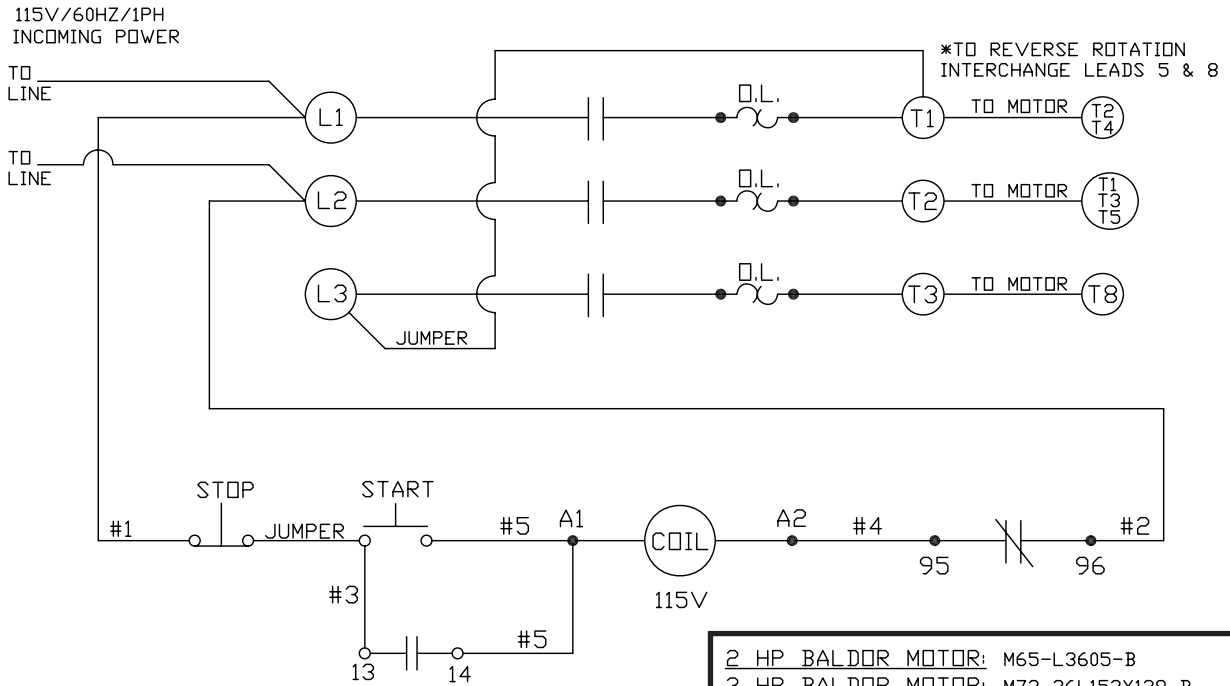 115V/60HZ/1PH
INCOMING POWER
TO
LINE
TO
LINE
*TO REVERSE ROTATION
INTERCHANGE LEADS 5 & 8
L1
O.L.
T1
TO MOTOR
T2
T4
L2
O.L.
T2
TO MOTOR
T1
T3
T5
L3
O.L.
T3
TO MOTOR
T8
JUMPER
STOP
START
#1
JUMPER
#5
A1
COIL
115V
A2
#4
95
96
#2
#3
13
14
#5
2 HP BALDOR MOTOR: M65-L3605-B